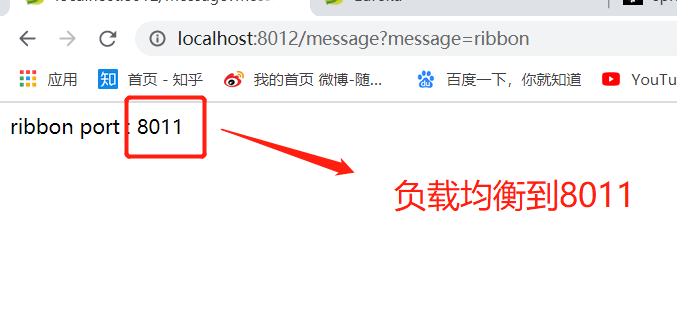 localhost:8012/message?message=ribbon
应用 知 首页 - 知乎 我的首页 微博-随... 百度一下，你就知道 YouTu
ribbon port : 8011
负载均衡到8011